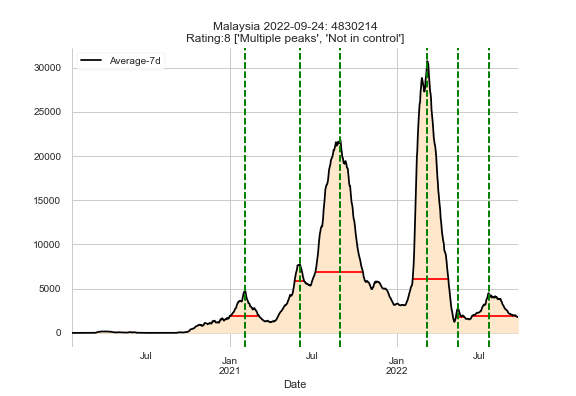 Malaysia 2022-09-24: 4830214
Rating:8 ['Multiple peaks', 'Not in control']
Average-7d
30000
25000
20000
15000
10000
5000
0
Jul
Jan
2021
Jul
Jan
2022
Jul
Date